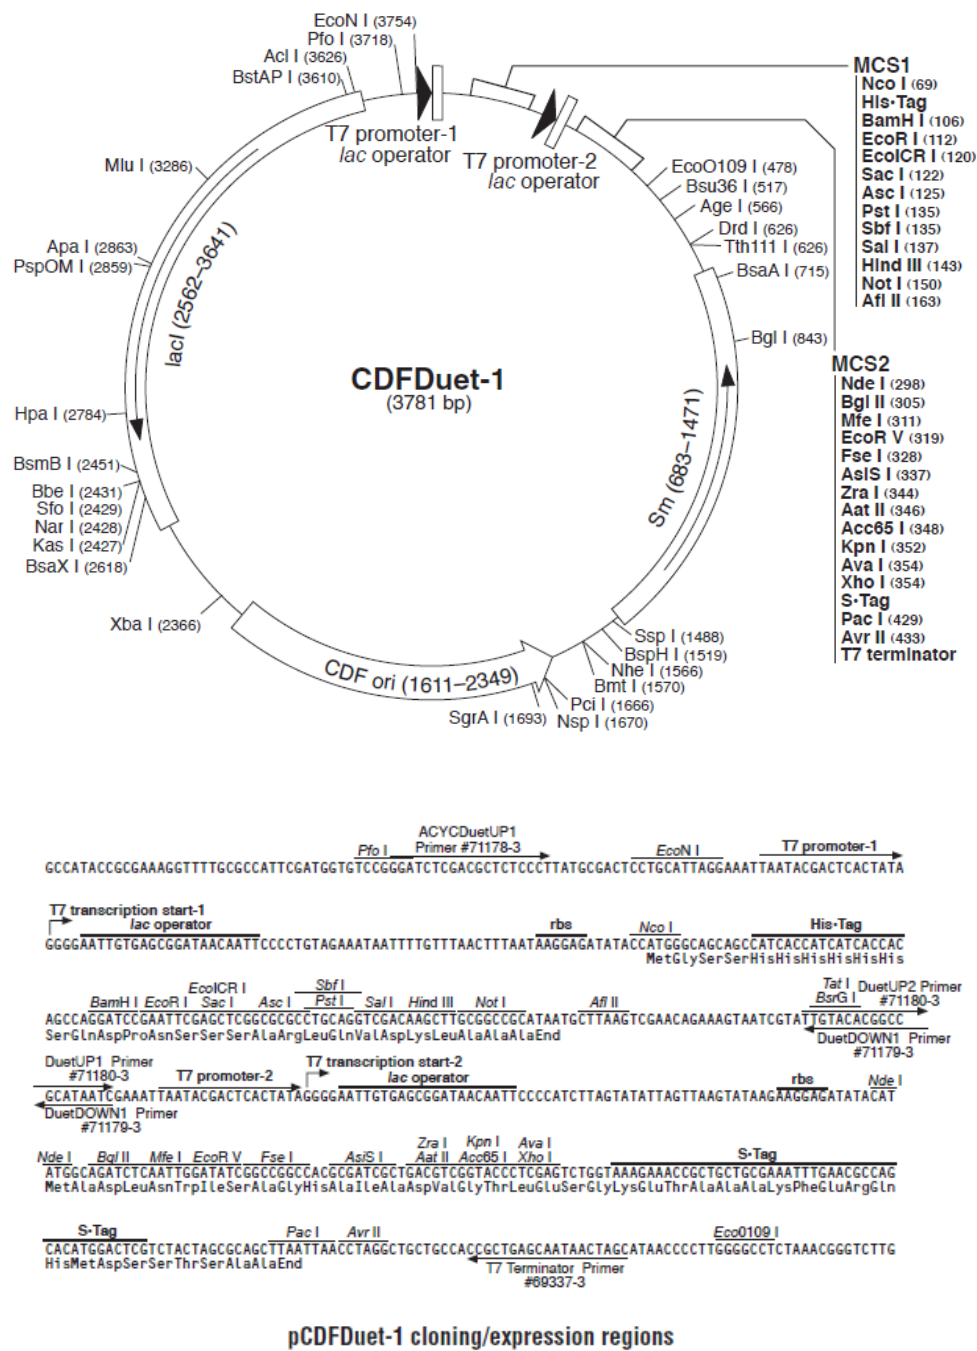 EcoN I (3754)
Pfo I (3718)
Acl I (3626)
BstAP I (3610)
T7 promoter-1
lac operator
T7 promoter-2
lac operator
MCS1
Nco I (69)
His•Tag
BamH I (106)
EcoR I (112)
EcoICR I (120)
Sac I (122)
Asc I (125)
Pst I (135)
Sbf I (135)
Sal I (137)
Hind III (143)
Not I (150)
Afl II (163)
Mlu I (3286)
Apa I (2863)
PspOM I (2859)
lacI (2562–3641)
EcoO109 I (478)
Bsu36 I (517)
Age I (566)
Drd I (626)
Tth111 I (626)
BsaA I (715)
Bgl I (843)
CDFDuet-1
(3781 bp)
MCS2
Nde I (298)
Bgl II (305)
Mfe I (311)
EcoR V (319)
Fse I (328)
AsiS I (337)
Zra I (344)
Aat II (346)
Acc65 I (348)
Kpn I (352)
Ava I (354)
Xho I (354)
S•Tag
Pac I (429)
Avr II (433)
T7 terminator
Hpa I (2784)
BsmB I (2451)
Bbe I (2431)
Sfo I (2429)
Nar I (2428)
Kas I (2427)
BsaX I (2618)
Xba I (2366)
Sm (683–1471)
CDF ori (1611–2349)
Ssp I (1488)
BspH I (1519)
Nhe I (1566)
Bmt I (1570)
Pci I (1666)
Nsp I (1670)
SgrA I (1693)
ACYCDuetUP1
Pfo I Primer #71178-3 EcoN I T7 promoter-1
GCCATACCGCGAAAGGTTTTGCGCCATTCGATGGTGTCCGGGATCTCGACGCTCTCCCTTATGCGACTCCTGCATTAGGAAATTAATACGACTCACTATA
T7 transcription start-1
lac operator rbs Nco I His•Tag
GGGGAATTGTGAGCGGATAACAATTCCCCTGTAGAAATAATTTTGTTTAACTTTAATAAGGAGATATACCATGGGCAGCAGCCATCACCATCATCACCAC
MetGlySerSerHisHisHisHisHisHis
BamH I EcoR I EcoICR I Sac I Asc I Sbf I Pst I Sal I Hind III Not I Afl II Tat I BsrG I DuetUP2 Primer
#71180-3
AGCCAGGATCCGAATTCGAGCTCGGCGCGCCTGCAGGTCGACAAGCTTGCGGCCGCATAATGCTTAAGTCGAACAGAAAGTAATCGTATTGTACACGGCC
SerGlnAspProAsnSerSerSerAlaArgLeuGlnValAspLysLeuAlaAlaAlaEnd
DuetDOWN1 Primer
#71179-3
DuetUP1 Primer
#71180-3
T7 promoter-2 T7 transcription start-2 lac operator rbs Nde I
GCATAATCGAAATTAATACGACTCACTATAGGGGAATTGTGAGCGGATAACAATTCCCCATCTTAGTATATTAGTTAAGTATAAGAAGGAGATATACAT
DuetDOWN1 Primer
#71179-3
Nde I Bgl II Mfe I EcoR V Fse I AsiS I Zra I Aat II Kpn I Acc65 I Ava I Xho I S•Tag
ATGGCAGATCTCAATTGGATATCGGCCGGCCACGCGATCGCTGACGTCGGTACCCTCGAGTCTGGTAAAGAAACCGCTGCTGCGAAATTTGAACGCCAG
MetAlaAspLeuAsnTrpIleSerAlaGlyHisAlaIleAlaAspValGlyThrLeuGluSerGlyLysGluThrAlaAlaAlaLysPheGluArgGln
S•Tag Pac I Avr II Eco0109 I
CACATGGACTCGTCTACTAGCGCAGCTTAATTAACCTAGGCTGCTGCCACCGCTGAGCAATAACTAGCATAACCCCTTGGGGCCTCTAAACGGGTCTTG
HisMetAspSerSerThrSerAlaAlaEnd
T7 Terminator Primer
#69337-3
pCDFDuet-1 cloning/expression regions